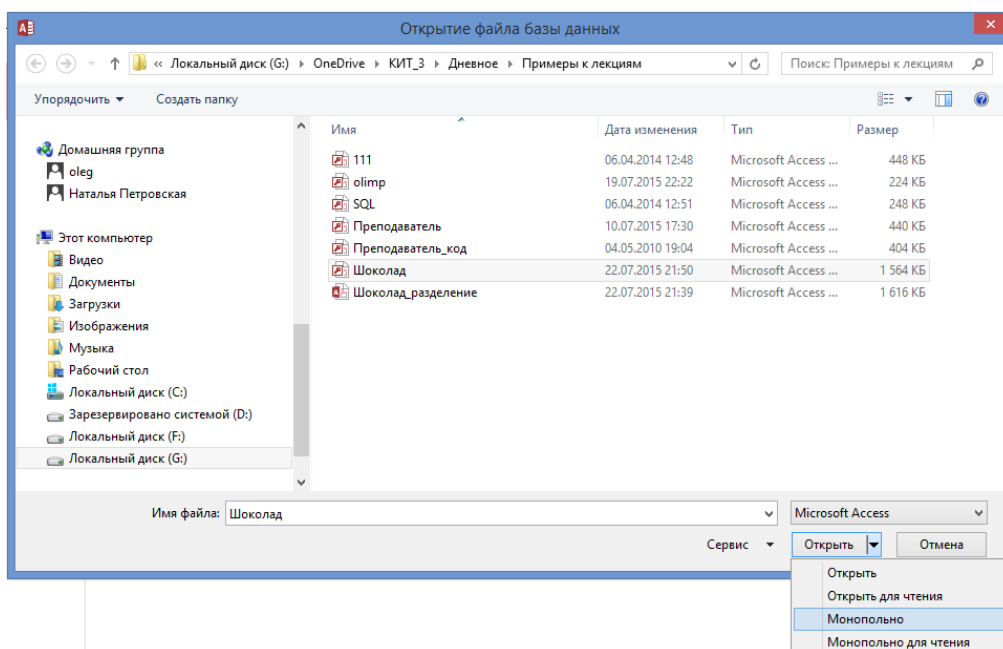 Открытие файла базы данных
« Локальный диск (G:) OneDrive КИТ_3 Дневное Примеры к лекциям Поиск: Примеры к лекциям
Упорядочить Создать папку
Имя Дата изменения Тип Размер
Домашняя группа
oleg
Наталья Петровская
Этот компьютер
Видео
Документы
Загрузки
Изображения
Музыка
Рабочий стол
Локальный диск (C:)
Зарезервировано системой (D:)
Локальный диск (F:)
Локальный диск (G:)
111 06.04.2014 12:48 Microsoft Access ... 448 КБ
olimp 19.07.2015 22:22 Microsoft Access ... 224 КБ
SQL 06.04.2014 12:51 Microsoft Access ... 248 КБ
Преподаватель 10.07.2015 17:30 Microsoft Access ... 440 КБ
Преподаватель_код 04.05.2010 19:04 Microsoft Access ... 404 КБ
Шоколад 22.07.2015 21:50 Microsoft Access ... 1 564 КБ
Шоколад_разделение 22.07.2015 21:39 Microsoft Access ... 1 616 КБ
Имя файла: Шоколад Microsoft Access
Сервис Открыть Отмена
Открыть
Открыть для чтения
Монопольно
Монопольно для чтения